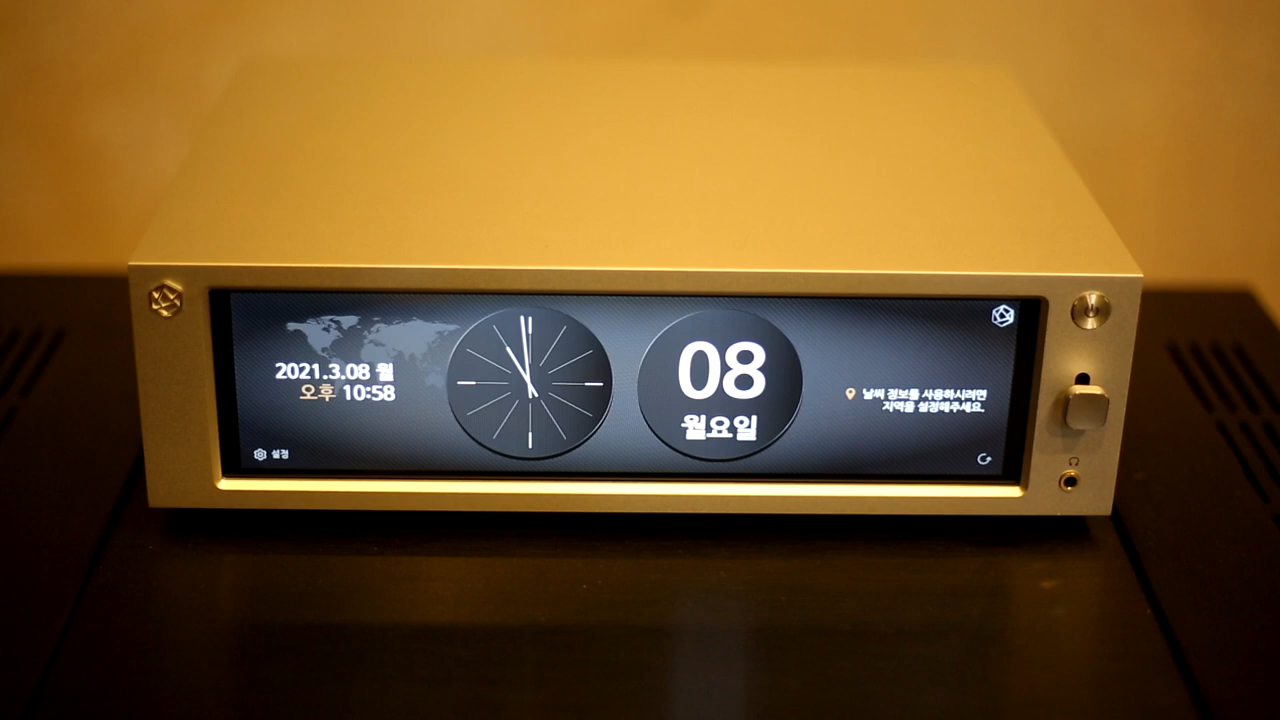 2021.3.08 월
오후 10:58
설정
08
월요일
날씨 정보를 사용하시려면
지역을 설정해주세요.